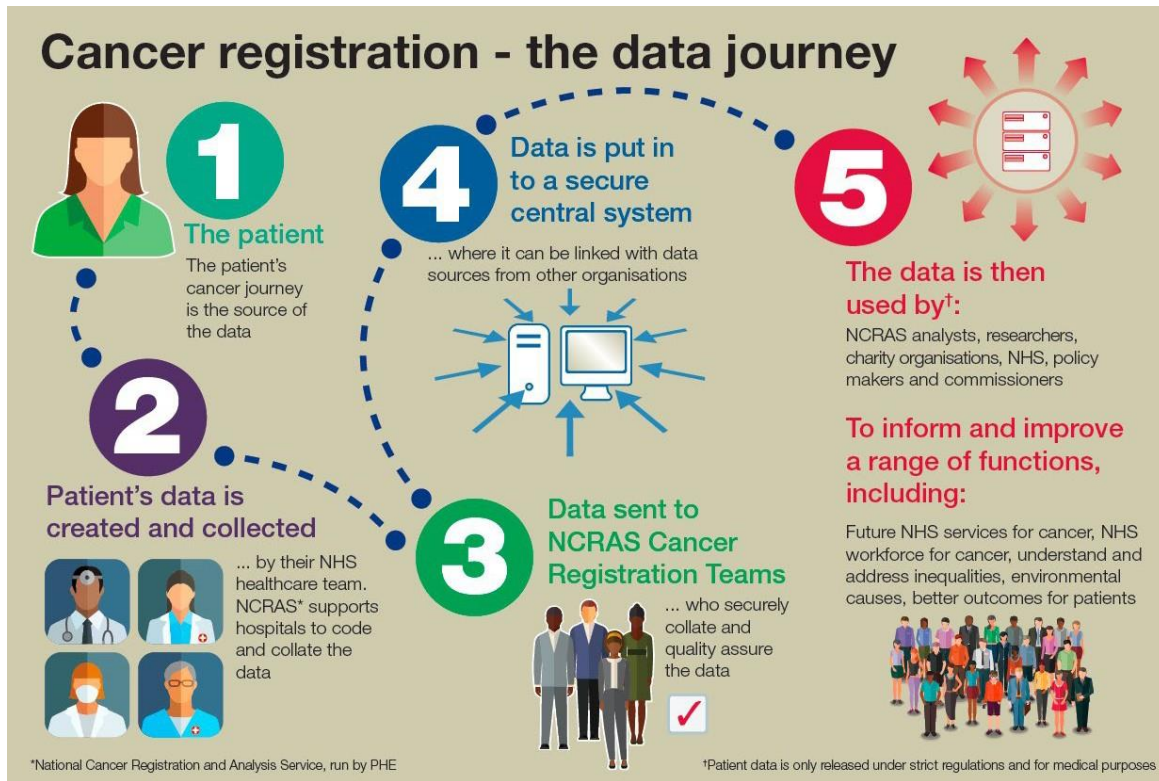 Cancer registration - the data journey
1
The patient
The patient's
cancer journey
is the source of
the data
2
Patient's data is
created and collected
... by their NHS
healthcare team.
NCRAS* supports
hospitals to code
and collate the
data
3
Data sent to
NCRAS Cancer
Registration Teams
... who securely
collate and
quality assure
the data
4
Data is put in
to a secure
central system
... where it can be linked with data
sources from other organisations
5
The data is then
used by†:
NCRAS analysts, researchers,
charity organisations, NHS, policy
makers and commissioners
To inform and improve
a range of functions,
including:
Future NHS services for cancer, NHS
workforce for cancer, understand and
address inequalities, environmental
causes, better outcomes for patients
*National Cancer Registration and Analysis Service, run by PHE
†Patient data is only released under strict regulations and for medical purposes